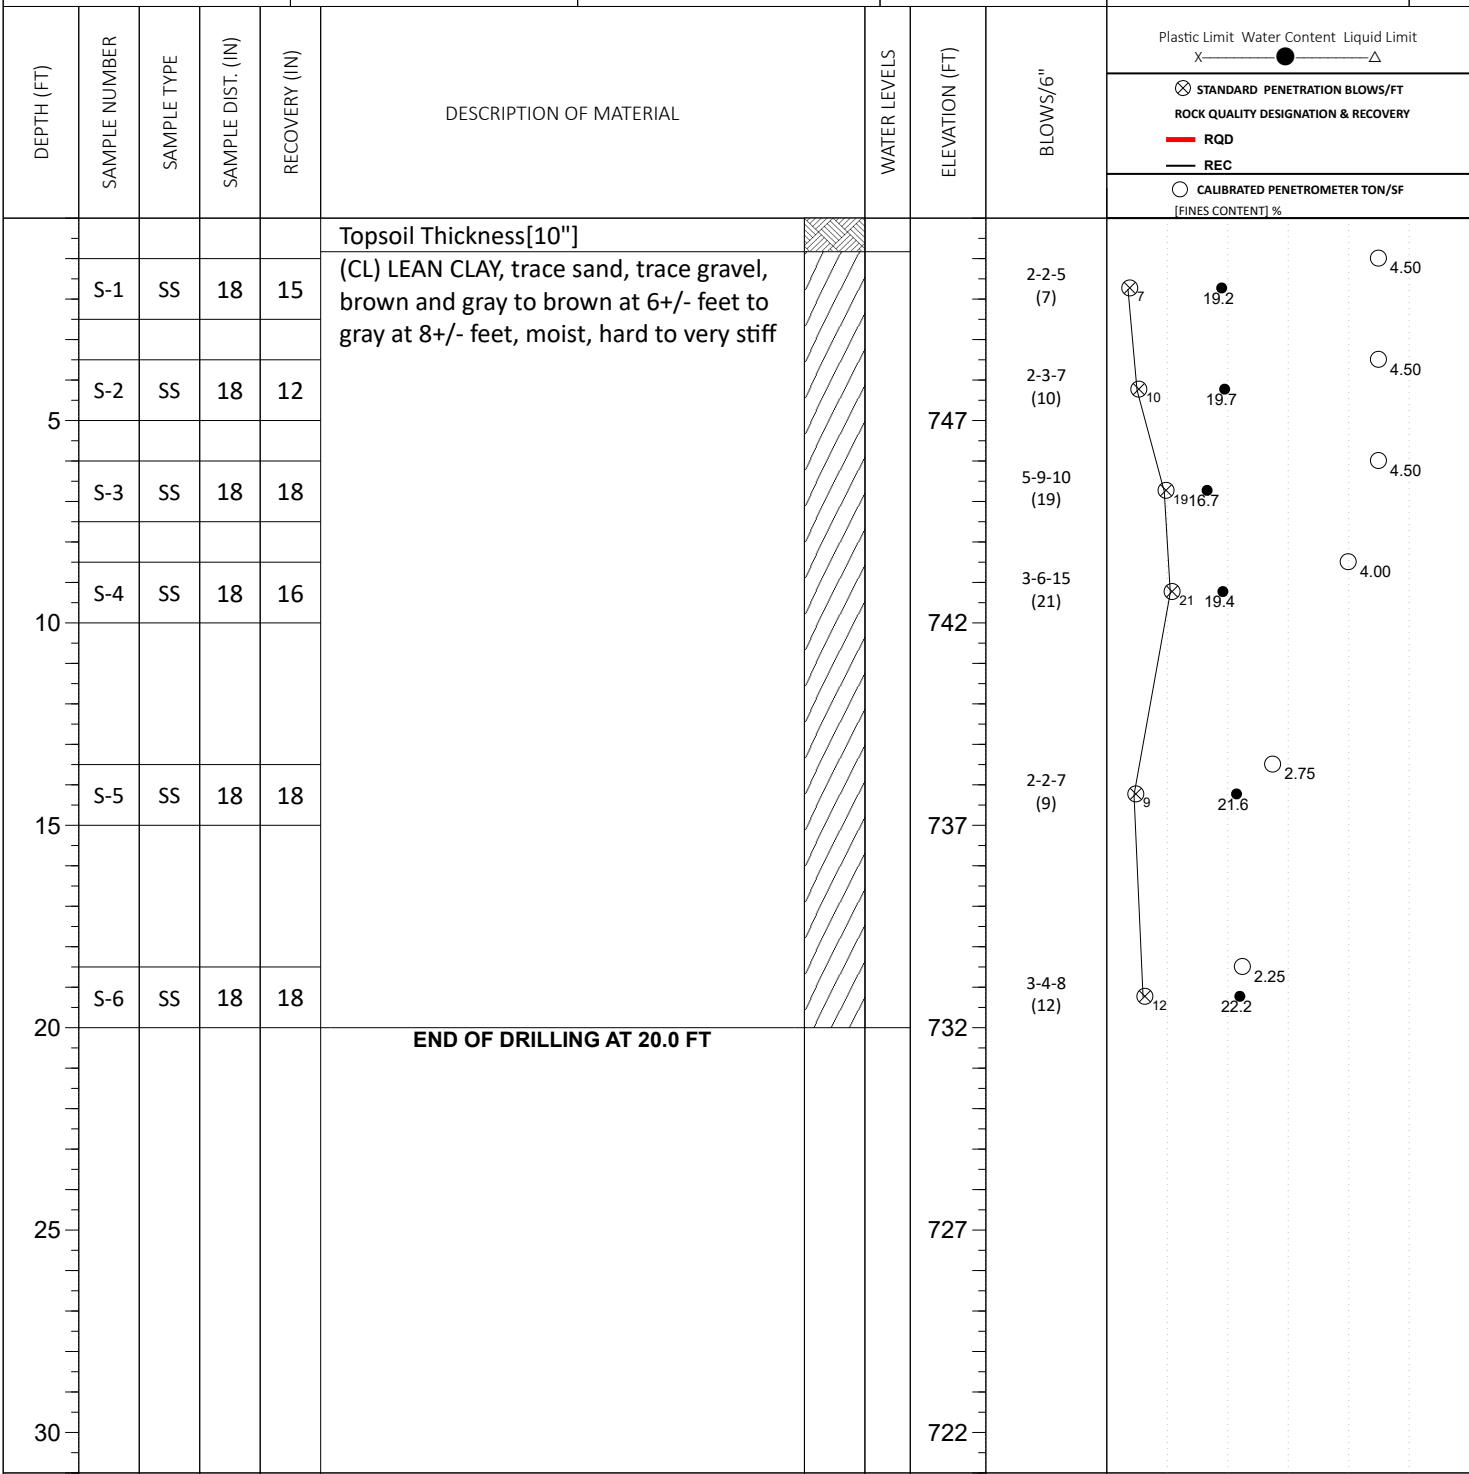 DEPTH (FT)
SAMPLE NUMBER
SAMPLE TYPE
SAMPLE DIST. (IN)
RECOVERY (IN)
DESCRIPTION OF MATERIAL
WATER LEVELS
ELEVATION (FT)
BLOWS/6"
Plastic Limit Water Content Liquid Limit
X
STANDARD PENETRATION BLOWS/FT
ROCK QUALITY DESIGNATION & RECOVERY
RQD
REC
CALIBRATED PENETROMETER TON/SF
[FINES CONTENT] %
Topsoil Thickness[10"]
(CL) LEAN CLAY, trace sand, trace gravel,
brown and gray to brown at 6+/- feet to
gray at 8+/- feet, moist, hard to very stiff
4.50
S-1 SS 18 15
2-2-5
(7)
7
19.2
4.50
S-2 SS 18 12
2-3-7
(10)
10
19.7
5
747
4.50
S-3 SS 18 18
5-9-10
(19)
19
16.7
4.00
S-4 SS 18 16
3-6-15
(21)
21
19.4
10
742
2.75
S-5 SS 18 18
2-2-7
(9)
9
21.6
15
737
2.25
S-6 SS 18 18
3-4-8
(12)
12
22.2
20
732
END OF DRILLING AT 20.0 FT
25
727
30
722